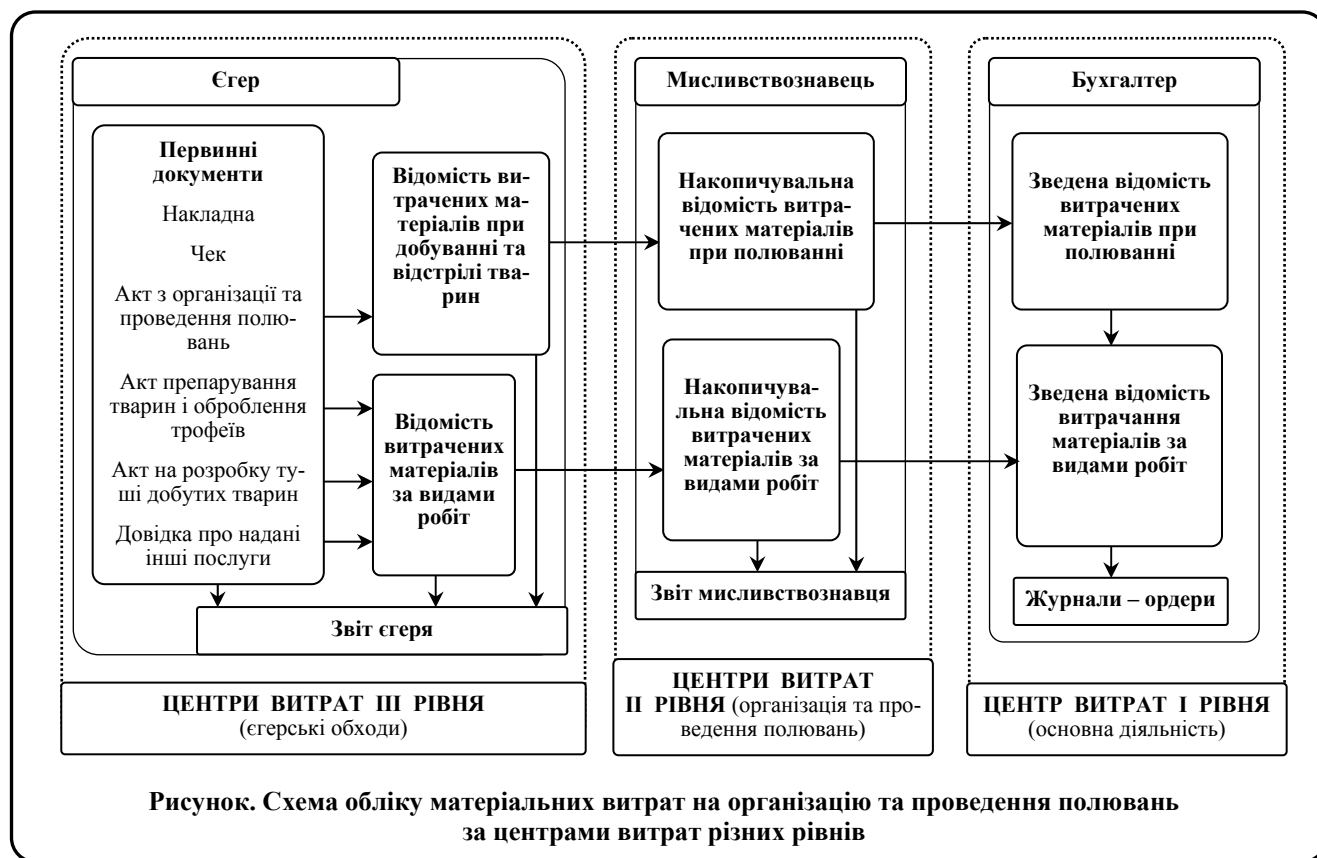 Єгер
Первинні
документи
Накладна
Чек
Акт з організації та
проведення полю-
вань
Акт препарування
тварин і оброблення
трофеїв
Акт на розробку ту-
ші добутих тварин
Довідка про надані
інші послуги
Відомість ви-
трачених ма-
теріалів при
добуванні та
відстрілі тва-
рин
Відомість
витрачених
матеріалів
за видами
робіт
Звіт єгеря
ЦЕНТРИ ВИТРАТ ІІІ РІВНЯ
(єгерські обходи)
Мисливствознавець
Накопичувальна
відомість витра-
чених матеріалів
при полюванні
Накопичува-
льна відомість
витрачених
матеріалів за
видами робіт
Звіт мисливствознавця
ЦЕНТРИ ВИТРАТ
ІІ РІВНЯ (організація та про-
ведення полювань)
Бухгалтер
Зведена відомість
витрачених
матеріалів при
полюванні
Зведена відомість
витрачання
матеріалів за
видами робіт
Журнали – ордери
ЦЕНТР ВИТРАТ І РІВНЯ
(основна діяльність)
Рисунок. Схема обліку матеріальних витрат на організацію та проведення полювань
за центрами витрат різних рівнів